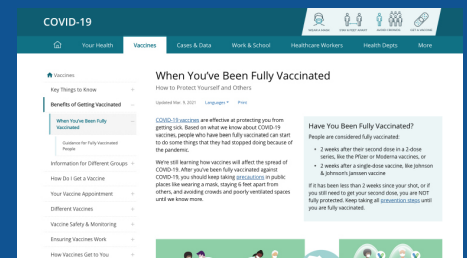 COVID-19
WEAR A MASK
STAY 6 FEET APART
AVOID CROWDS
GET A VACCINE
Your Health
Vaccines
Cases & Data
Work & School
Healthcare Workers
Health Depts
More
Vaccines
Key Things to Know
Benefits of Getting Vaccinated
When You've Been Fully
Vaccinated
Guidance for Fully Vaccinated
People
Information for Different Groups
How Do I Get a Vaccine
Your Vaccine Appointment
Different Vaccines
Vaccine Safety & Monitoring
Ensuring Vaccines Work
How Vaccines Get to You
When You've Been Fully Vaccinated
How to Protect Yourself and Others
Updated Mar. 9, 2021
Languages
Print
COVID-19 vaccines are effective at protecting you from
getting sick. Based on what we know about COVID-19
vaccines, people who have been fully vaccinated can start
to do some things that they had stopped doing because of
the pandemic.
We're still learning how vaccines will affect the spread of
COVID-19. After you've been fully vaccinated against
COVID-19, you should keep taking precautions in public
places like wearing a mask, staying 6 feet apart from
others, and avoiding crowds and poorly ventilated spaces
until we know more.
Have You Been Fully Vaccinated?
People are considered fully vaccinated:
• 2 weeks after their second dose in a 2-dose
series, like the Pfizer or Moderna vaccines, or
• 2 weeks after a single-dose vaccine, like Johnson
& Johnson's Janssen vaccine
If it has been less than 2 weeks since your shot, or if
you still need to get your second dose, you are NOT
fully protected. Keep taking all prevention steps until
you are fully vaccinated.